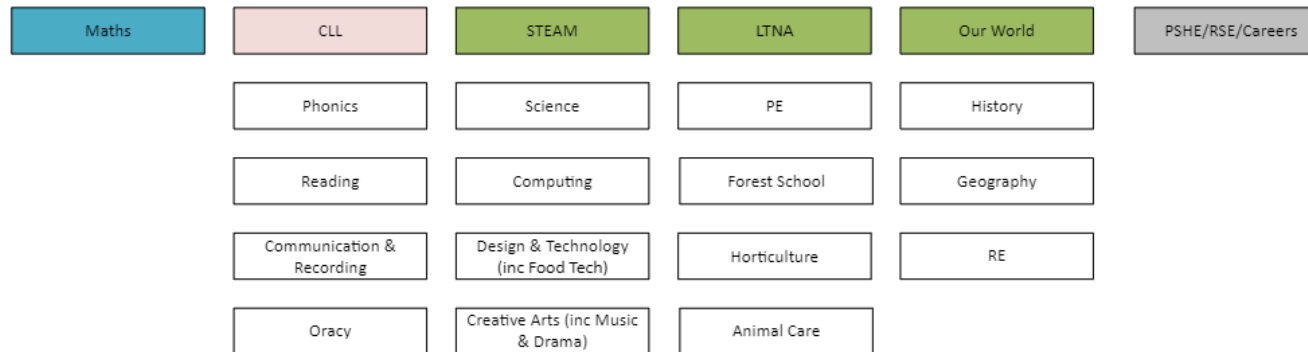 Maths
CLL
STEAM
LTNA
Our World
PSHE/RSE/Careers
Phonics
Science
PE
History
Reading
Computing
Forest School
Geography
Communication &
Recording
Design & Technology
(inc Food Tech)
Horticulture
RE
Oracy
Creative Arts (inc Music
& Drama)
Animal Care